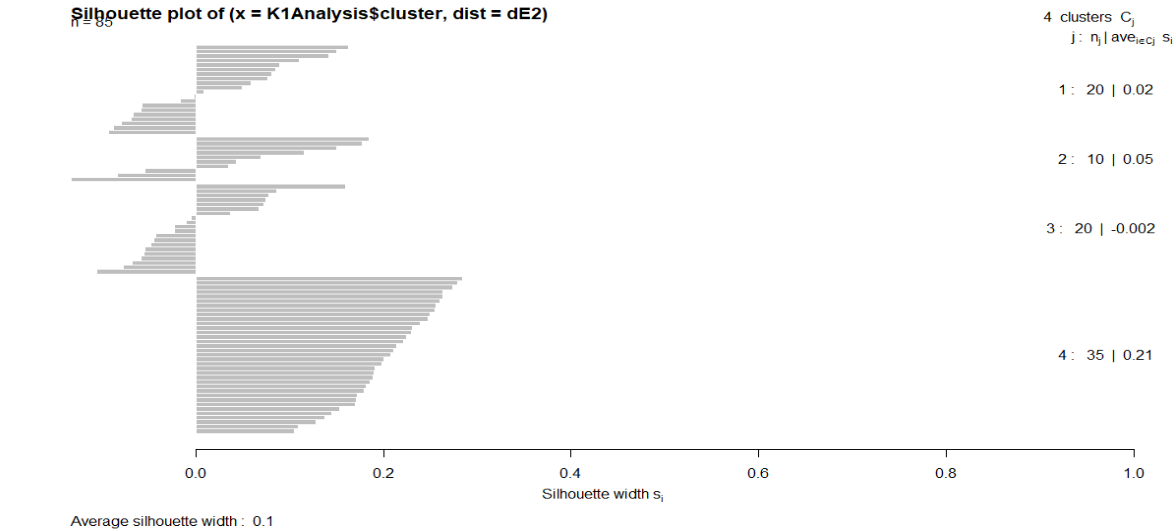 Silhouette plot of (x = K1Analysis$cluster, dist = dE2)
n = 85
4 clusters Cj
j : nj | avei∈Cj si
1 : 20 | 0.02
2 : 10 | 0.05
3 : 20 | -0.002
4 : 35 | 0.21
0.0 0.2 0.4 0.6 0.8 1.0
Silhouette width si
Average silhouette width : 0.1